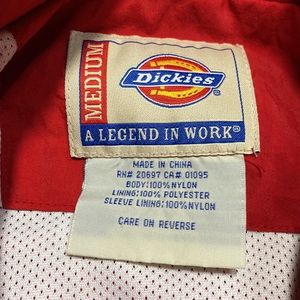 MEDIUM
Dickies
A LEGEND IN WORK®
MADE IN CHINA
RN# 20697 CA# 01095
BODY:100%NYLON
LINING:100% POLYESTER
SLEEVE LINING:100%NYLON
CARE ON REVERSE